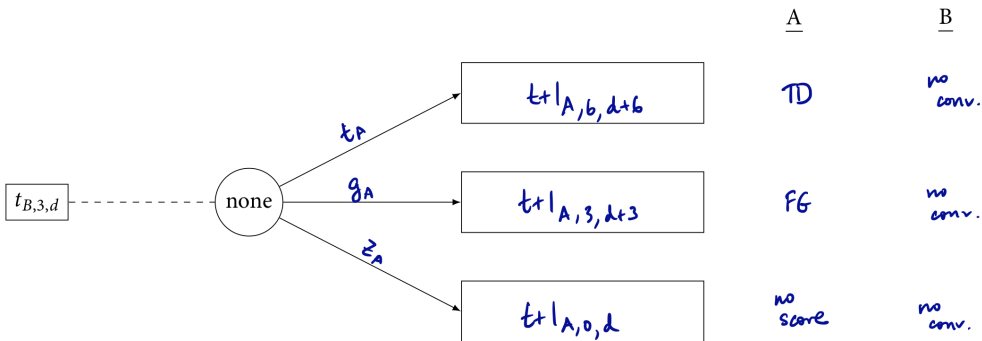 A B
t+1_{A,6,d+6} TD no conv.
t_A
t_{B,3,d} none g_A t+1_{A,3,d+3} FG no conv.
z_A
t+1_{A,0,d} no score no conv.